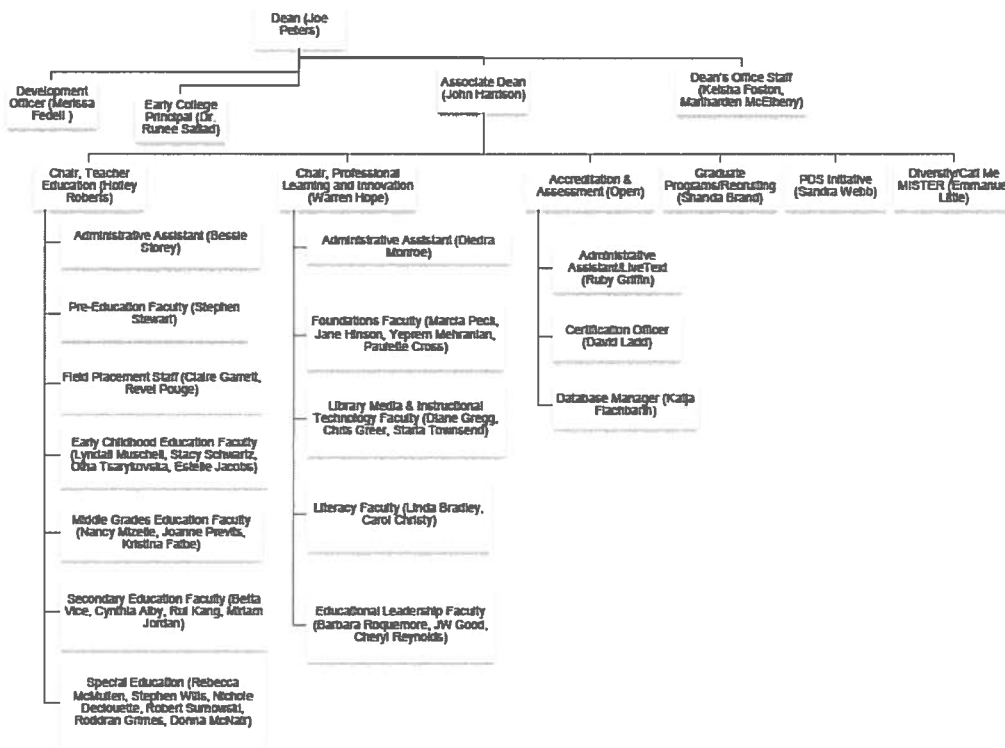 Dean (Joe
Peters)
Development
Officer (Merissa
Fedell )
Early College
Principal (Dr.
Runee Sallad)
Associate Dean
(John Hardson)
Dean's Office Staff
(Keisha Foston,
Marlharden McElheny)
Chair, Teacher
Education (Holley
Roberts)
Administrative Assistant (Bessie
Storey)
Pre-Education Faculty (Stephen
Stewart)
Field Placement Staff (Claire Garrett,
Revel Pouge)
Early Childhood Education Faculty
(Lyndall Muschell, Stacy Schwartz,
Tsarykovska, Estelle Jacobs)
Middle Grades Education Faculty
(Nancy Mizelle, Joanne Previts,
Kristina Falbe)
Secondary Education Faculty (Betta
Vice, Cynthia Alby, Rui Kang, Miriam
Jordan)
Special Education (Rebecca
McMullen, Stephen Wills, Nichole
Declouette, Robert Sumowski,
Roddran Grimes, Donna McNair)
Chair, Professional
Learning and Innovation
(Warren Hope)
Administrative Assistant (Diedra
Monroe)
Foundations Faculty (Marcia Peck,
Jane Hinson, Yeprem Mehranian,
Paulette Cross)
Library Media & Instructional
Technology Faculty (Diane Gregg,
Chris Greer, Starla Townsend)
Literacy Faculty (Linda Bradley,
Carol Christy)
Educational Leadership Faculty
(Barbara Roquemore, JW Good,
Cheryl Reynolds)
Accreditation &
Assessment (Open)
Administrative
Assistant/LiveText
(Ruby Griffin)
Certification Officer
(David Ladd)
Database Manager (Katja
Flachbarth)
Graduate
Programs/Recruiting
(Shanda Brand)
PDS Initiative
(Sandra Webb)
Diversity/Call Me
MISTER (Emmanuel
Little)